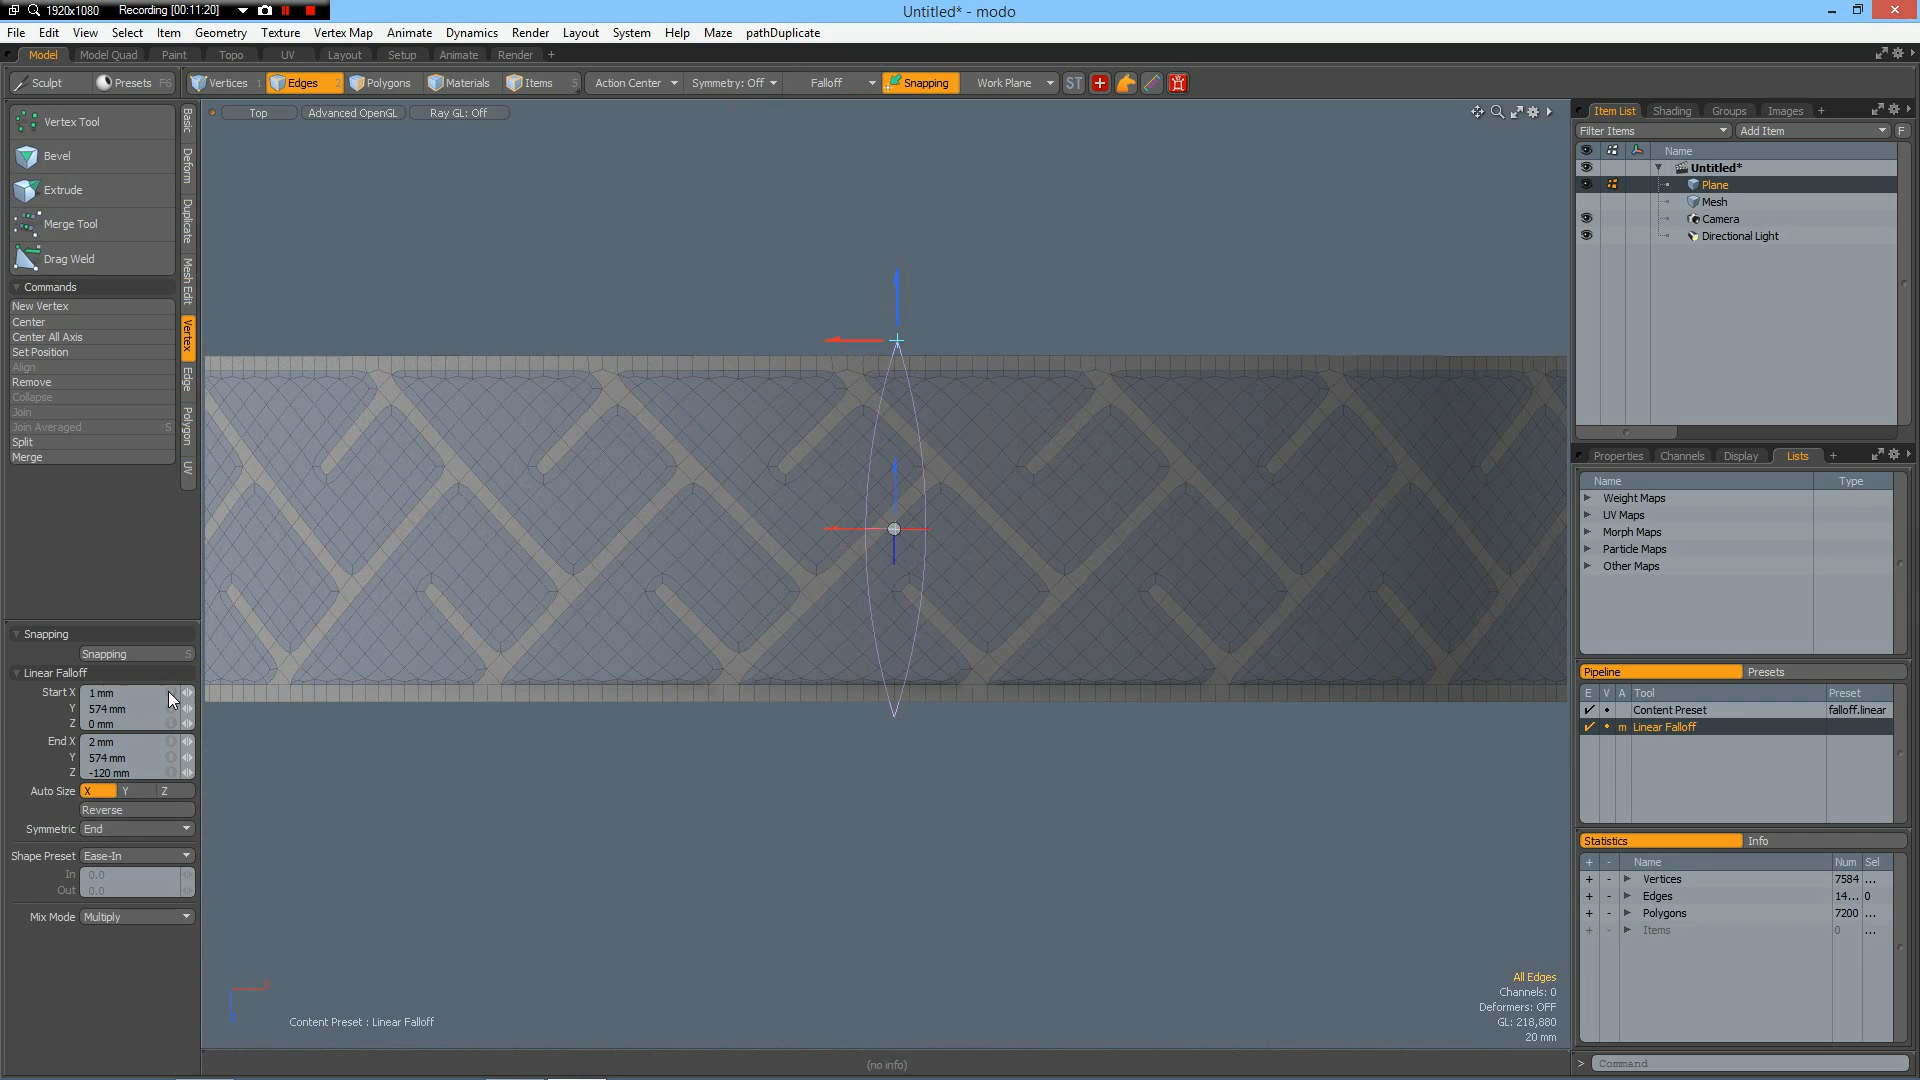 1920x1080 Recording [00:11:20]
Untitled* - modo
File Edit View Select Item Geometry Texture Vertex Map Animate Dynamics Render Layout System Help Maze pathDuplicate
Model Model Quad Paint Topo UV Layout Setup Animate Render +
Sculpt Presets F6 Vertices 1 Edges 2 Polygons Materials Items 5 Action Center Symmetry: Off Falloff Snapping Work Plane ST
Top Advanced OpenGL Ray GL: Off
Vertex Tool
Bevel
Extrude
Merge Tool
Drag Weld
Commands
New Vertex
Center
Center All Axis
Set Position
Align
Remove
Collapse
Join
Join Averaged S
Split
Merge
Basic
Deform
Duplicate
Mesh Edit
Vertex
Edge
Polygon
UV
Snapping
Snapping S
Linear Falloff
Start X 1 mm
Y 574 mm
Z 0 mm
End X 2 mm
Y 574 mm
Z -120 mm
Auto Size X Y Z
Reverse
Symmetric End
Shape Preset Ease-In
In 0.0
Out 0.0
Mix Mode Multiply
X
Content Preset : Linear Falloff
All Edges
Channels: 0
Deformers: OFF
GL: 218,880
20 mm
(no info)
Item List Shading Groups Images +
Filter Items Add Item F
Name
Untitled*
Plane
Mesh
Camera
Directional Light
Properties Channels Display Lists +
Name Type
Weight Maps
UV Maps
Morph Maps
Particle Maps
Other Maps
Pipeline Presets
E V A Tool Preset
Content Preset falloff.linear
m Linear Falloff
Statistics Info
+ - Name Num Sel
+ - Vertices 7584 ...
+ - Edges 14... 0
+ - Polygons 7200 ...
+ - Items 0 ...
> Command